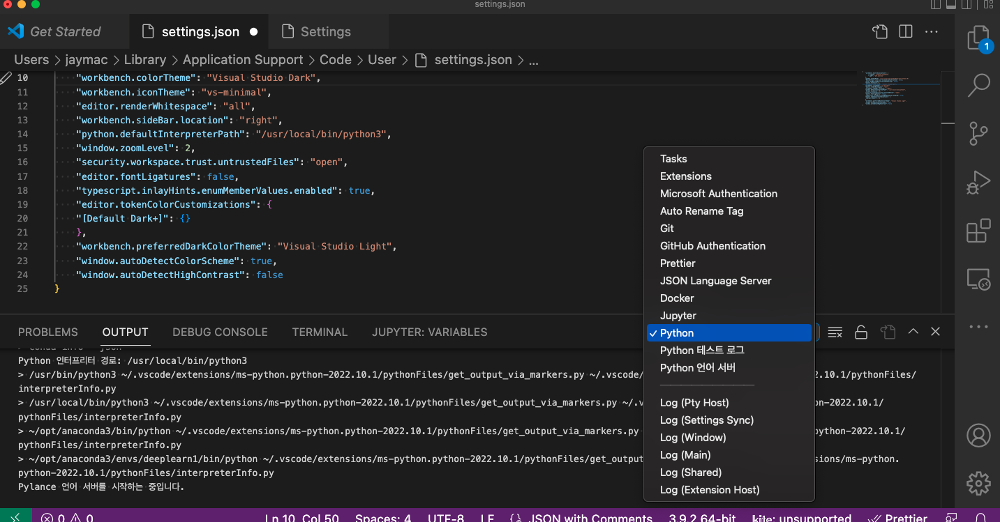 settings.json
Get Started
settings.json
Settings
Users > jaymac > Library > Application Support > Code > User > settings.json > ...
10 ····"workbench.colorTheme":·"Visual·Studio·Dark",
11 ····"workbench.iconTheme":·"vs-minimal",
12 ····"editor.renderWhitespace":·"all",
13 ····"workbench.sideBar.location":·"right",
14 ····"python.defaultInterpreterPath":·"/usr/local/bin/python3",
15 ····"window.zoomLevel":·2,
16 ····"security.workspace.trust.untrustedFiles":·"open",
17 ····"editor.fontLigatures":·false,
18 ····"typescript.inlayHints.enumMemberValues.enabled":·true,
19 ····"editor.tokenColorCustomizations":·{
20 ····"[Default·Dark+]":·{}
21 ····},
22 ····"workbench.preferredDarkColorTheme":·"Visual·Studio·Light",
23 ····"window.autoDetectColorScheme":·true,
24 ····"window.autoDetectHighContrast":·false
25 }
Tasks
Extensions
Microsoft Authentication
Auto Rename Tag
Git
GitHub Authentication
Prettier
JSON Language Server
Docker
Jupyter
✓ Python
Python 테스트 로그
Python 언어 서버
Log (Pty Host)
Log (Settings Sync)
Log (Window)
Log (Main)
Log (Shared)
Log (Extension Host)
1
PROBLEMS
OUTPUT
DEBUG CONSOLE
TERMINAL
JUPYTER: VARIABLES
>·conda·info·--json
Python·인터프리터·경로:·/usr/local/bin/python3
>·/usr/bin/python3·~/.vscode/extensions/ms-python.python-2022.10.1/pythonFiles/get_output_via_markers.py·~/.vscode/ 2.10.1/pythonFiles/
interpreterInfo.py
>·/usr/local/bin/python3·~/.vscode/extensions/ms-python.python-2022.10.1/pythonFiles/get_output_via_markers.py·~/.v on-2022.10.1/
pythonFiles/interpreterInfo.py
>·~/opt/anaconda3/bin/python·~/.vscode/extensions/ms-python.python-2022.10.1/pythonFiles/get_output_via_markers.py ython-2022.10.1/
pythonFiles/interpreterInfo.py
>·~/opt/anaconda3/envs/deeplearn1/bin/python·~/.vscode/extensions/ms-python.python-2022.10.1/pythonFiles/get_output sions/ms-python.
python-2022.10.1/pythonFiles/interpreterInfo.py
Pylance·언어·서버를·시작하는·중입니다.
0 0
Ln 10, Col 50
Spaces: 4
UTF-8
LF
{} JSON with Comments
3.9.2 64-bit
kite: unsupported
Prettier